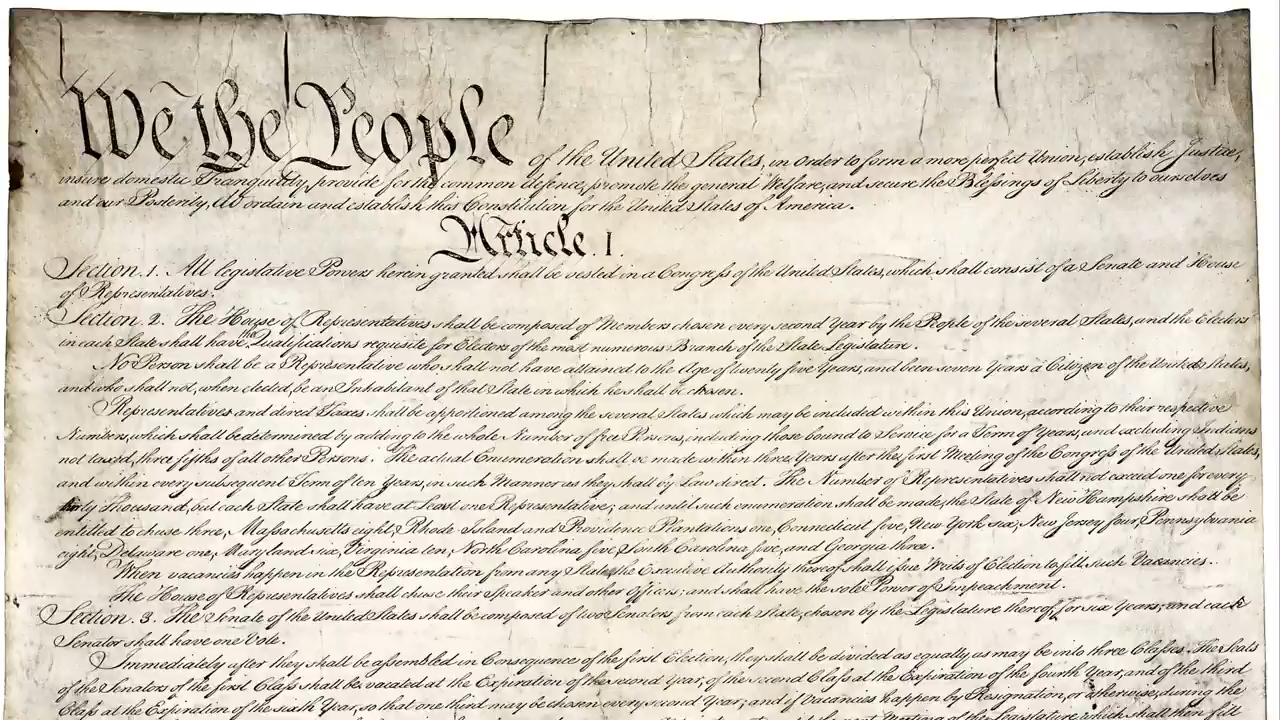 We the People of the United States, in Order to form a more perfect Union, establish Justice,
insure domestic Tranquility, provide for the common defence, promote the general Welfare, and secure the Blessings of Liberty to ourselves
and our Posterity, do ordain and establish this Constitution for the United States of America.
Article. I.
Section. 1. All legislative Powers herein granted shall be vested in a Congress of the United States, which shall consist of a Senate and House
of Representatives.
Section. 2. The House of Representatives shall be composed of Members chosen every second Year by the People of the several States, and the Electors
in each State shall have the Qualifications requisite for Electors of the most numerous Branch of the State Legislature.
No Person shall be a Representative who shall not have attained to the Age of twenty five Years, and been seven Years a Citizen of the United States,
and who shall not, when elected, be an Inhabitant of that State in which he shall be chosen.
Representatives and direct Taxes shall be apportioned among the several States which may be included within this Union, according to their respective
Numbers, which shall be determined by adding to the whole Number of free Persons, including those bound to Service for a Term of Years, and excluding Indians
not taxed, three fifths of all other Persons. The actual Enumeration shall be made within three Years after the first Meeting of the Congress of the United States,
and within every subsequent Term of ten Years, in such Manner as they shall by Law direct. The Number of Representatives shall not exceed one for every
thirty Thousand, but each State shall have at Least one Representative; and until such enumeration shall be made, the State of New Hampshire shall be
entitled to chuse three, Massachusetts eight, Rhode Island and Providence Plantations one, Connecticut five, New York six, New Jersey four, Pennsylvania
eight, Delaware one, Maryland six, Virginia ten, North Carolina five, South Carolina five, and Georgia three.
When vacancies happen in the Representation from any State, the Executive Authority thereof shall issue Writs of Election to fill such Vacancies.
The House of Representatives shall chuse their Speaker and other Officers; and shall have the sole Power of Impeachment.
Section. 3. The Senate of the United States shall be composed of two Senators from each State, chosen by the Legislature thereof, for six Years; and each
Senator shall have one Vote.
Immediately after they shall be assembled in Consequence of the first Election, they shall be divided as equally as may be into three Classes. The Seats
of the Senators of the first Class shall be vacated at the Expiration of the second Year, of the second Class at the Expiration of the fourth Year, and of the third
Class at the Expiration of the sixth Year, so that one third may be chosen every second Year; and if Vacancies happen by Resignation, or otherwise, during the
Meeting of the Legislature, which shall then fill